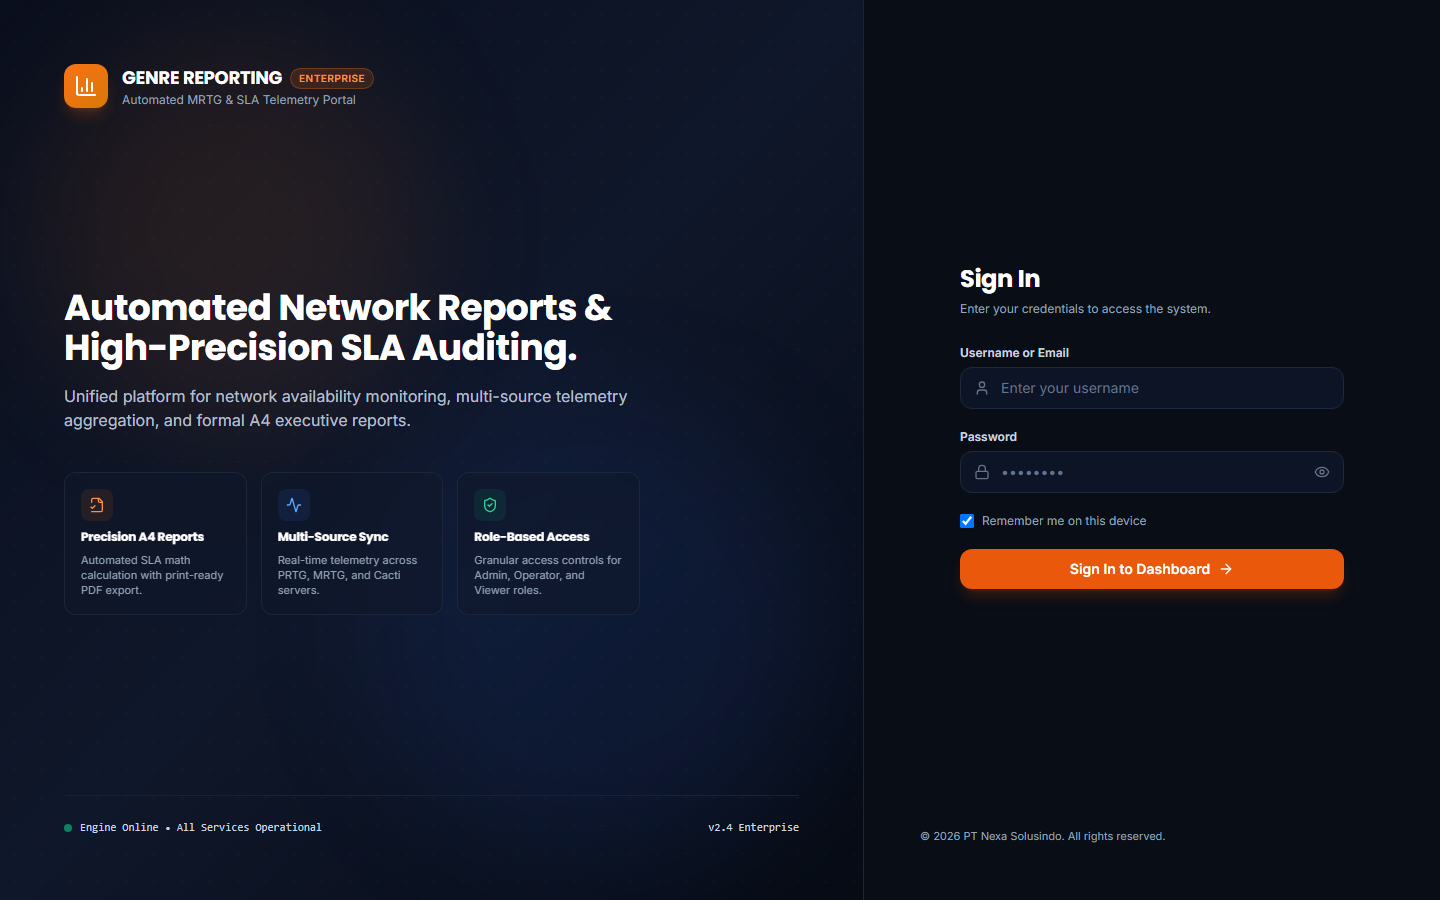 GENRE REPORTING ENTERPRISE
Automated MRTG & SLA Telemetry Portal
Automated Network Reports &
High-Precision SLA Auditing.
Unified platform for network availability monitoring, multi-source telemetry
aggregation, and formal A4 executive reports.
Precision A4 Reports
Automated SLA math
calculation with print-ready
PDF export.
Multi-Source Sync
Real-time telemetry across
PRTG, MRTG, and Cacti
servers.
Role-Based Access
Granular access controls for
Admin, Operator, and
Viewer roles.
Engine Online • All Services Operational
v2.4 Enterprise
Sign In
Enter your credentials to access the system.
Username or Email
Enter your username
Password
••••••••
Remember me on this device
Sign In to Dashboard →
© 2026 PT Nexa Solusindo. All rights reserved.